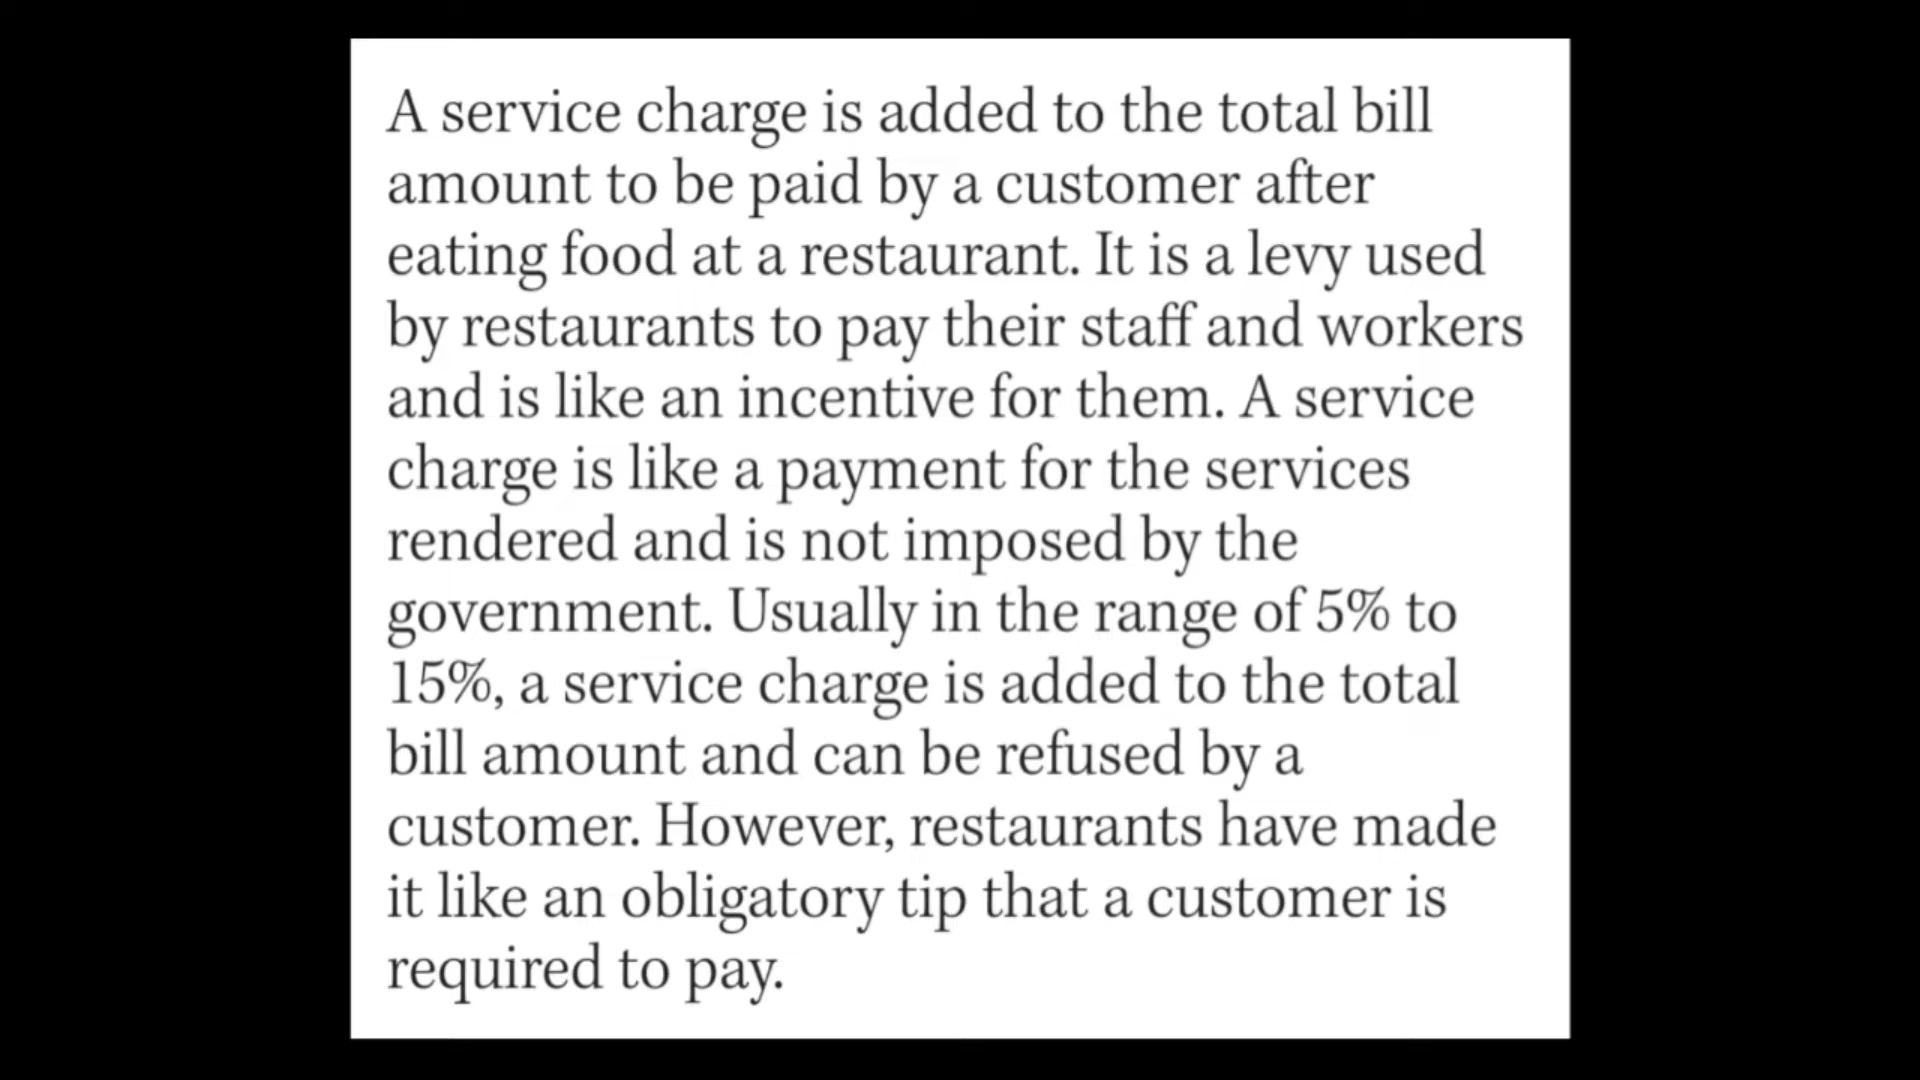 A service charge is added to the total bill
amount to be paid by a customer after
eating food at a restaurant. It is a levy used
by restaurants to pay their staff and workers
and is like an incentive for them. A service
charge is like a payment for the services
rendered and is not imposed by the
government. Usually in the range of 5% to
15%, a service charge is added to the total
bill amount and can be refused by a
customer. However, restaurants have made
it like an obligatory tip that a customer is
required to pay.